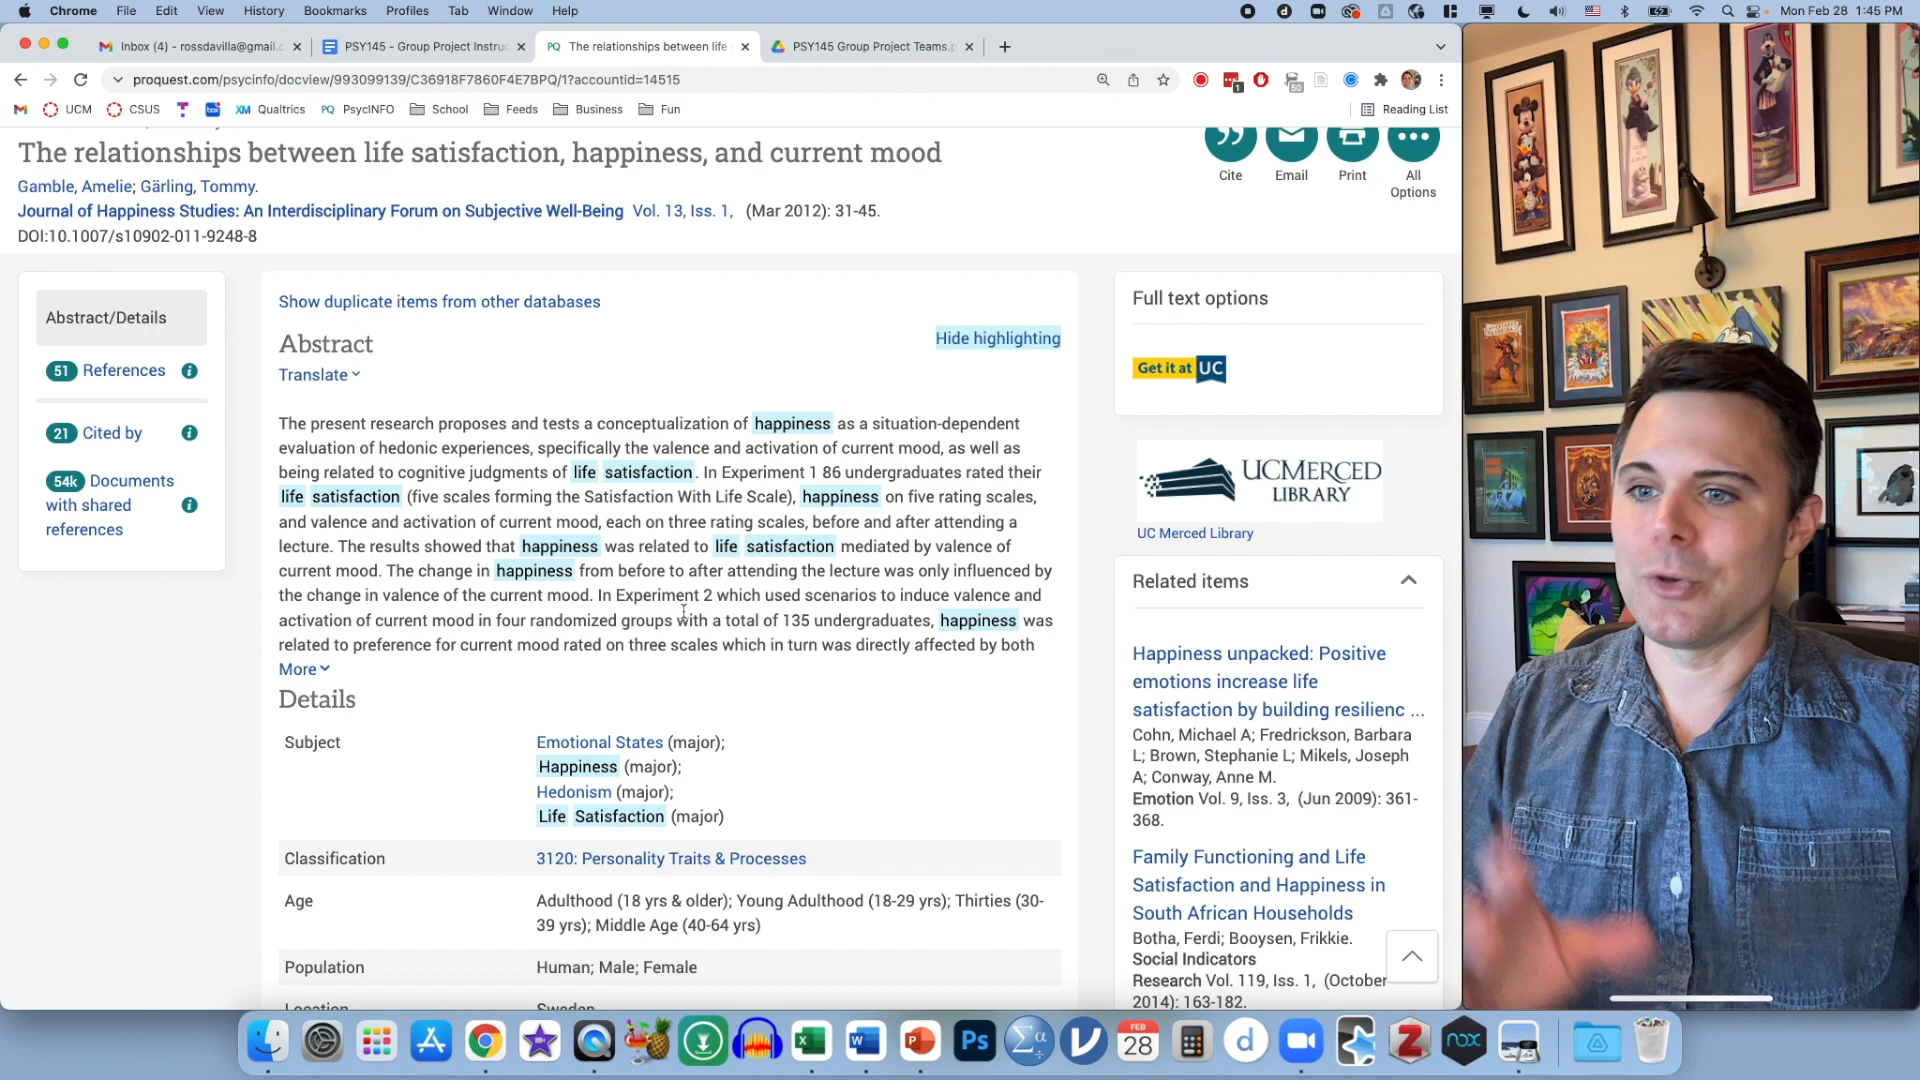 Chrome File Edit View History Bookmarks Profiles Tab Window Help
Mon Feb 28 1:45 PM
Inbox (4) - rossdavilla@gmail.c
PSY145 - Group Project Instruc
PQ The relationships between life
PSY145 Group Project Teams.p
proquest.com/psycinfo/docview/993099139/C36918F7860F4E7BPQ/1?accountid=14515
UCM CSUS box XM Qualtrics PQ PsycINFO School Feeds Business Fun
Reading List
The relationships between life satisfaction, happiness, and current mood
Gamble, Amelie; Gärling, Tommy.
Journal of Happiness Studies: An Interdisciplinary Forum on Subjective Well-Being Vol. 13, Iss. 1, (Mar 2012): 31-45.
DOI:10.1007/s10902-011-9248-8
Cite
Email
Print
All
Options
Abstract/Details
51 References
21 Cited by
54k Documents
with shared
references
Show duplicate items from other databases
Abstract
Hide highlighting
Translate
The present research proposes and tests a conceptualization of happiness as a situation-dependent
evaluation of hedonic experiences, specifically the valence and activation of current mood, as well as
being related to cognitive judgments of life satisfaction. In Experiment 1 86 undergraduates rated their
life satisfaction (five scales forming the Satisfaction With Life Scale), happiness on five rating scales,
and valence and activation of current mood, each on three rating scales, before and after attending a
lecture. The results showed that happiness was related to life satisfaction mediated by valence of
current mood. The change in happiness from before to after attending the lecture was only influenced by
the change in valence of the current mood. In Experiment 2 which used scenarios to induce valence and
activation of current mood in four randomized groups with a total of 135 undergraduates, happiness was
related to preference for current mood rated on three scales which in turn was directly affected by both
More
Details
Subject
Emotional States (major);
Happiness (major);
Hedonism (major);
Life Satisfaction (major)
Classification
3120: Personality Traits & Processes
Age
Adulthood (18 yrs & older); Young Adulthood (18-29 yrs); Thirties (30-
39 yrs); Middle Age (40-64 yrs)
Population
Human; Male; Female
Location
Sweden
Full text options
Get it at UC
UCMERCED
LIBRARY
UC Merced Library
Related items
Happiness unpacked: Positive
emotions increase life
satisfaction by building resilienc ...
Cohn, Michael A; Fredrickson, Barbara
L; Brown, Stephanie L; Mikels, Joseph
A; Conway, Anne M.
Emotion Vol. 9, Iss. 3, (Jun 2009): 361-
368.
Family Functioning and Life
Satisfaction and Happiness in
South African Households
Botha, Ferdi; Booysen, Frikkie.
Social Indicators
Research Vol. 119, Iss. 1, (October
2014): 163-182.
Ps
FEB
28
nox